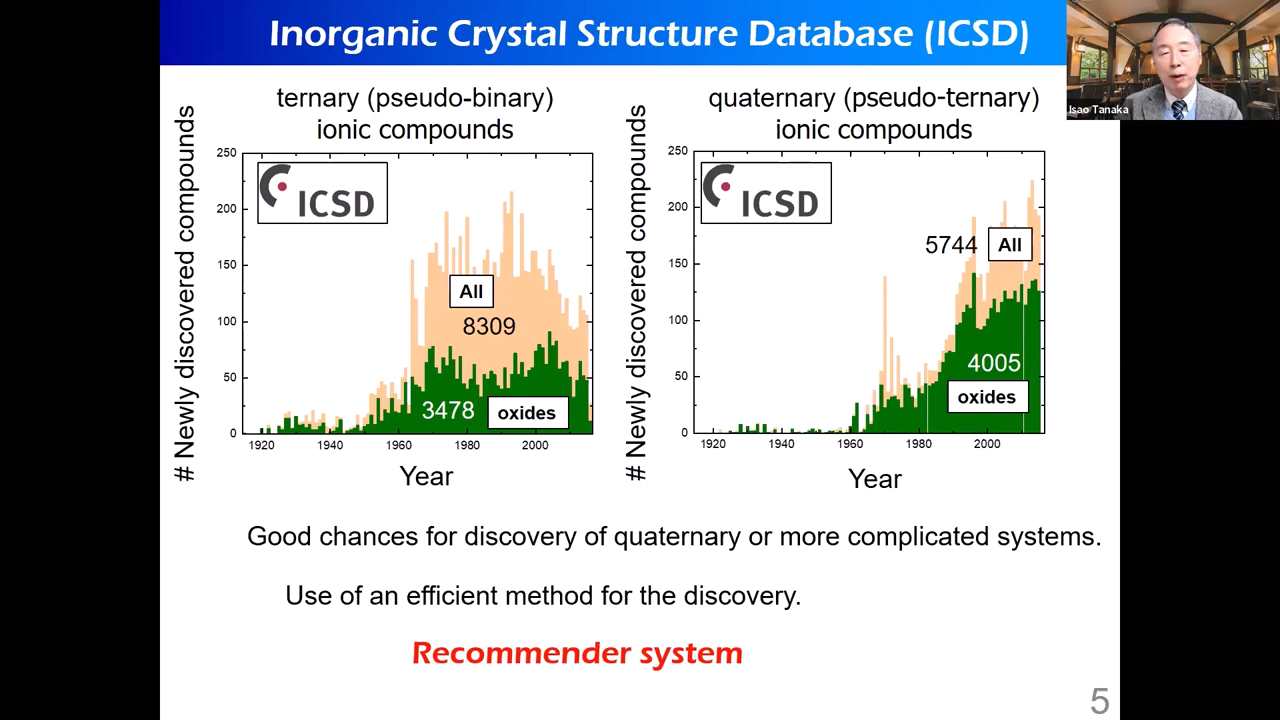 Inorganic Crystal Structure Database (ICSD)
Isao Tanaka
ternary (pseudo-binary)
ionic compounds
# Newly discovered compounds
250
200
150
100
50
0
ICSD
All
8309
3478
oxides
1920
1940
1960
1980
2000
Year
quaternary (pseudo-ternary)
ionic compounds
# Newly discovered compounds
250
200
150
100
50
0
ICSD
5744
All
4005
oxides
1920
1940
1960
1980
2000
Year
Good chances for discovery of quaternary or more complicated systems.
Use of an efficient method for the discovery.
Recommender system
5